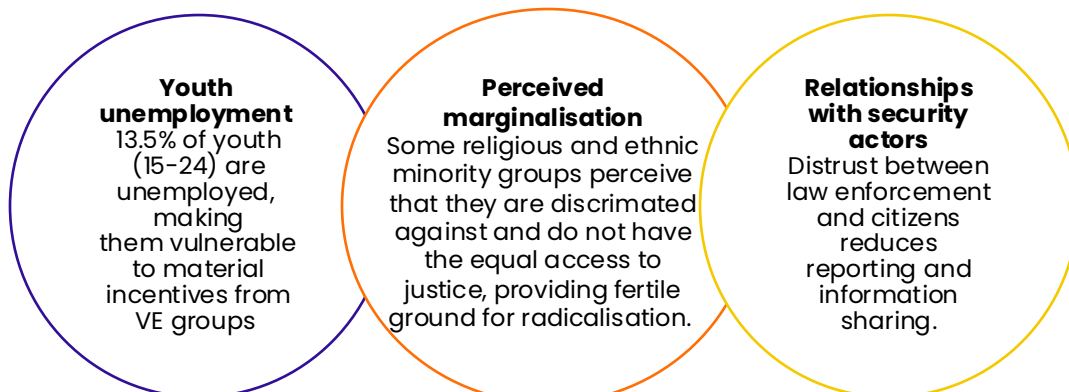 Youth
unemployment
13.5% of youth
(15-24) are
unemployed,
making
them vulnerable
to material
incentives from
VE groups
Perceived
marginalisation
Some religious and ethnic
minority groups perceive
that they are discrimated
against and do not have
the equal access to
justice, providing fertile
ground for radicalisation.
Relationships
with security
actors
Distrust between
law enforcement
and citizens
reduces
reporting and
information
sharing.